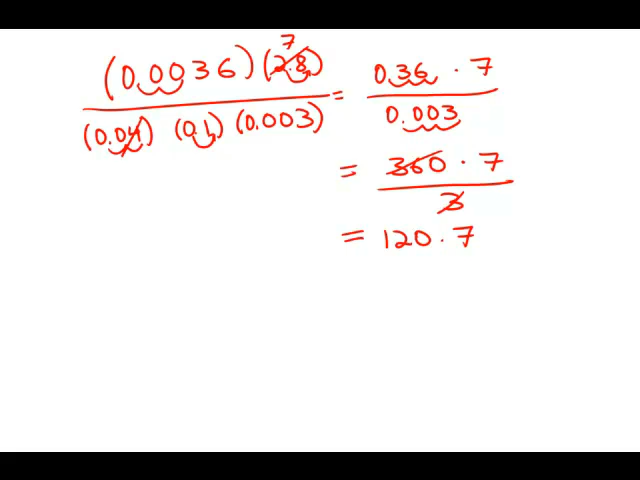 7
(0.0036)(2.8) = 0.36 · 7
(0.04) (0.1) (0.003) 0.003
= 360 · 7
3
= 120 · 7